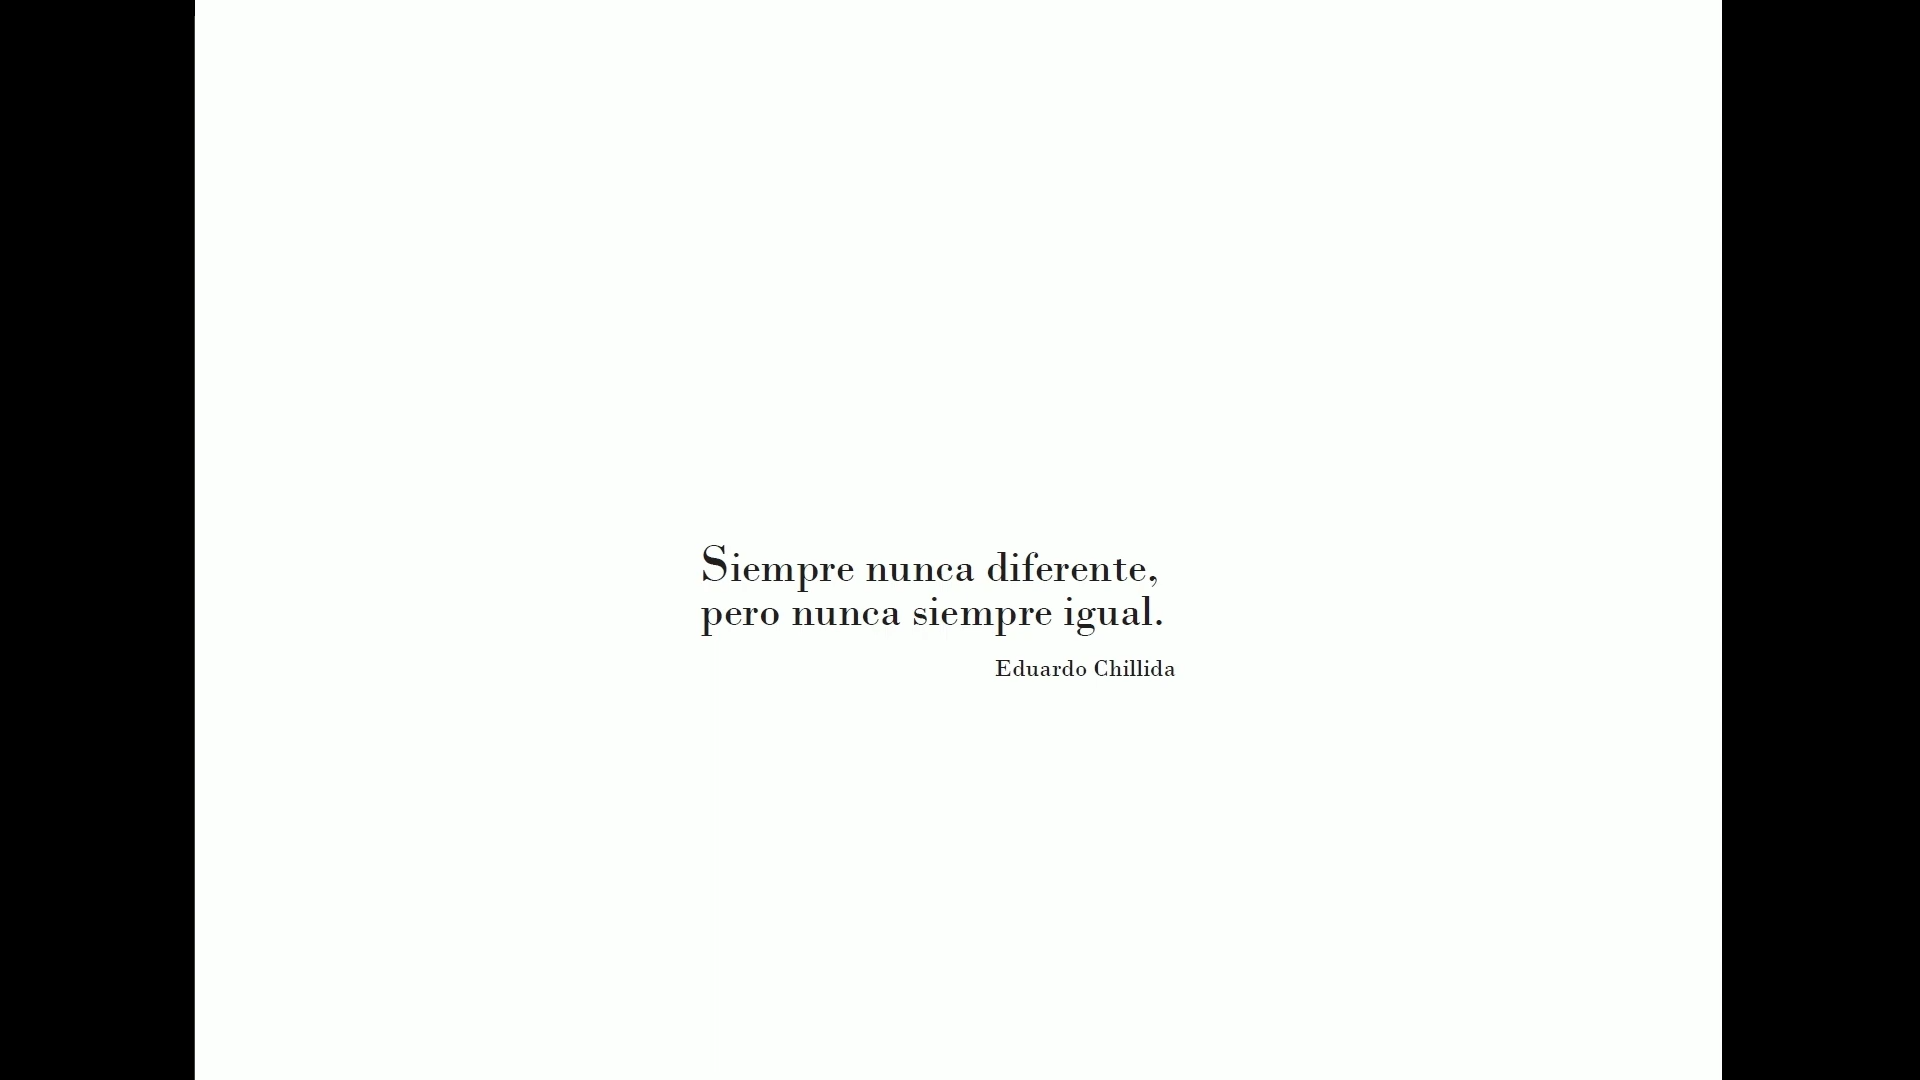 Siempre nunca diferente,
pero nunca siempre igual.
Eduardo Chillida